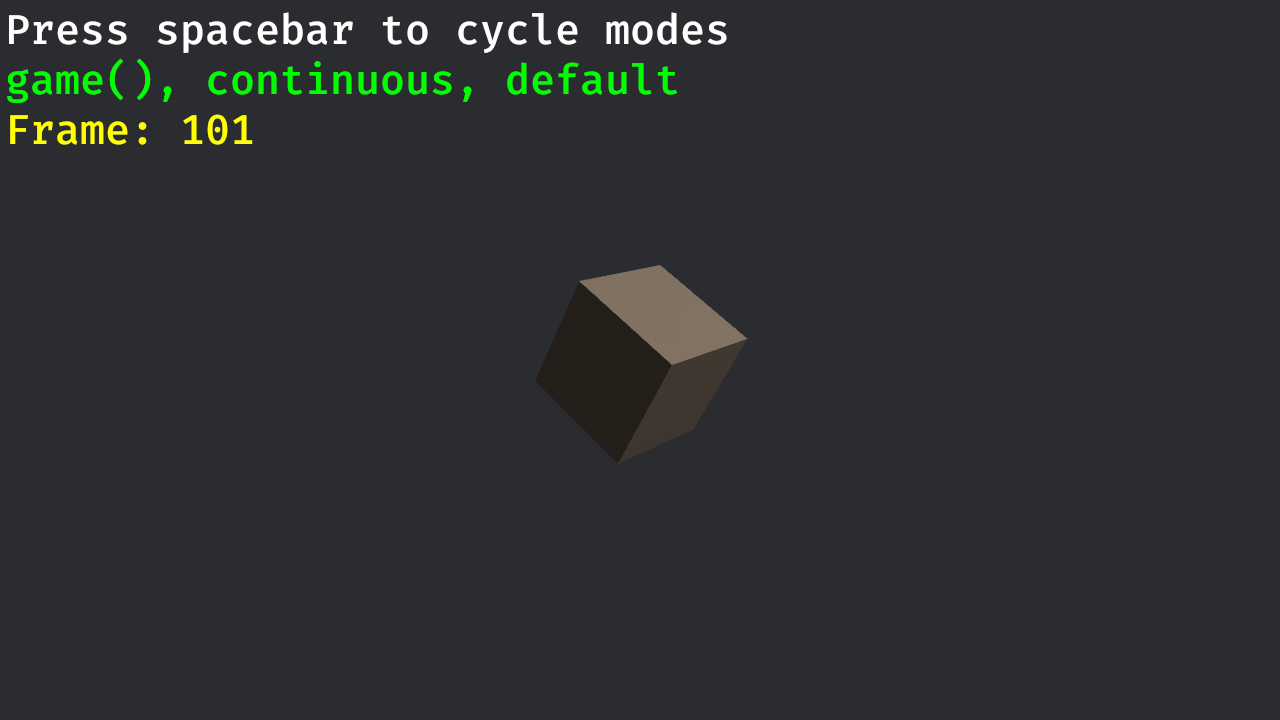 Press spacebar to cycle modes
game(), continuous, default
Frame: 101